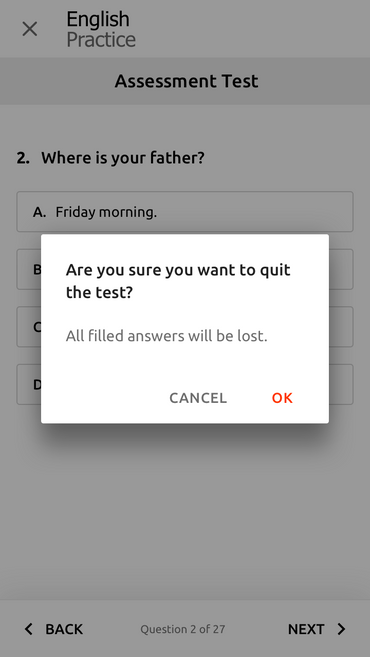 English
Practice
Assessment Test
2. Where is your father?
A. Friday morning.
B
C
D
Are you sure you want to quit
the test?
All filled answers will be lost.
CANCEL
OK
BACK
Question 2 of 27
NEXT